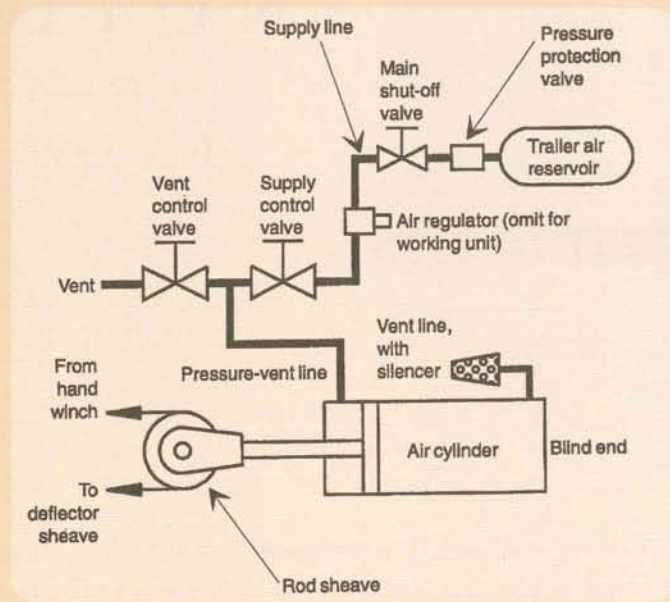 Supply line
Pressure
protection
valve
Main
shut-off
valve
Trailer air
reservoir
Vent
control
valve
Supply
control
valve
Air regulator (omit for
working unit)
Vent
Vent line,
with
silencer
From
hand
winch
Pressure-vent line
Air cylinder
Blind end
To
deflector
sheave
Rod sheave